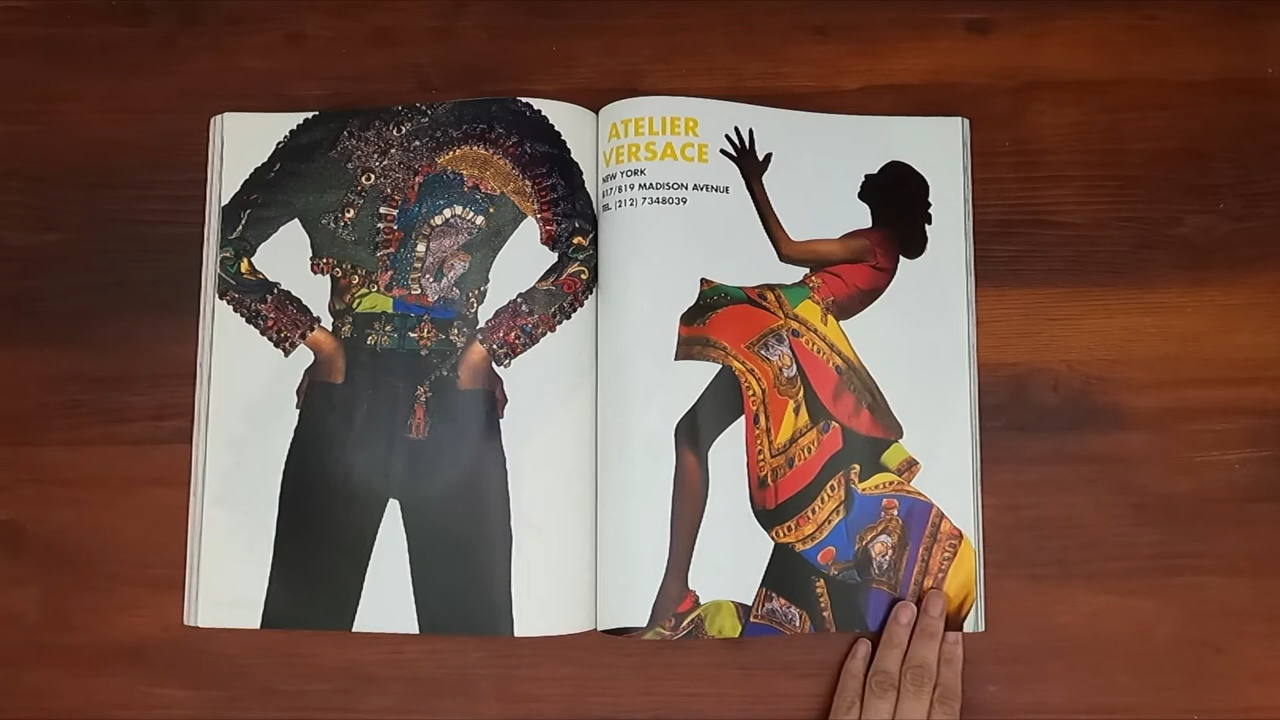 ATELIER
VERSACE
NEW YORK
817/819 MADISON AVENUE
TEL. (212) 7348039